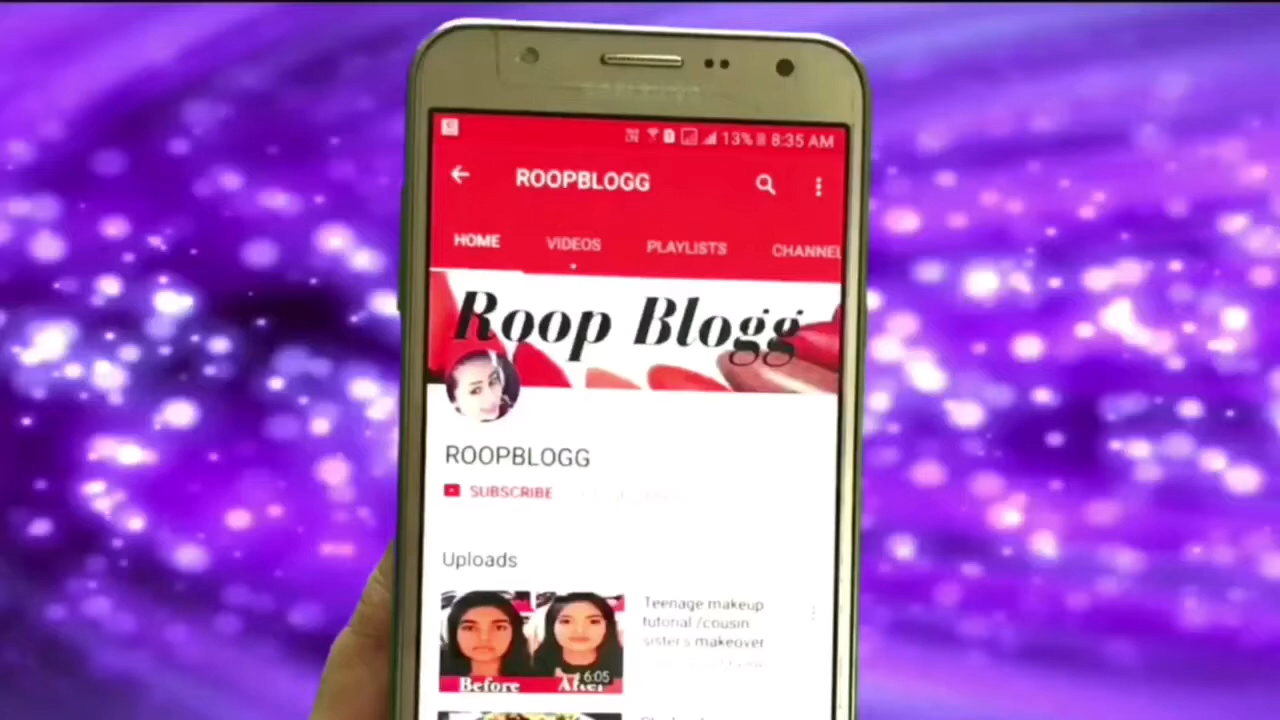 13% 8:35 AM
ROOPBLOGG
HOME VIDEOS PLAYLISTS CHANNEL
Roop Blogg
ROOPBLOGG
SUBSCRIBE
Uploads
Teenage makeup
tutorial /cousin
sister's makeover
6:05
Before After